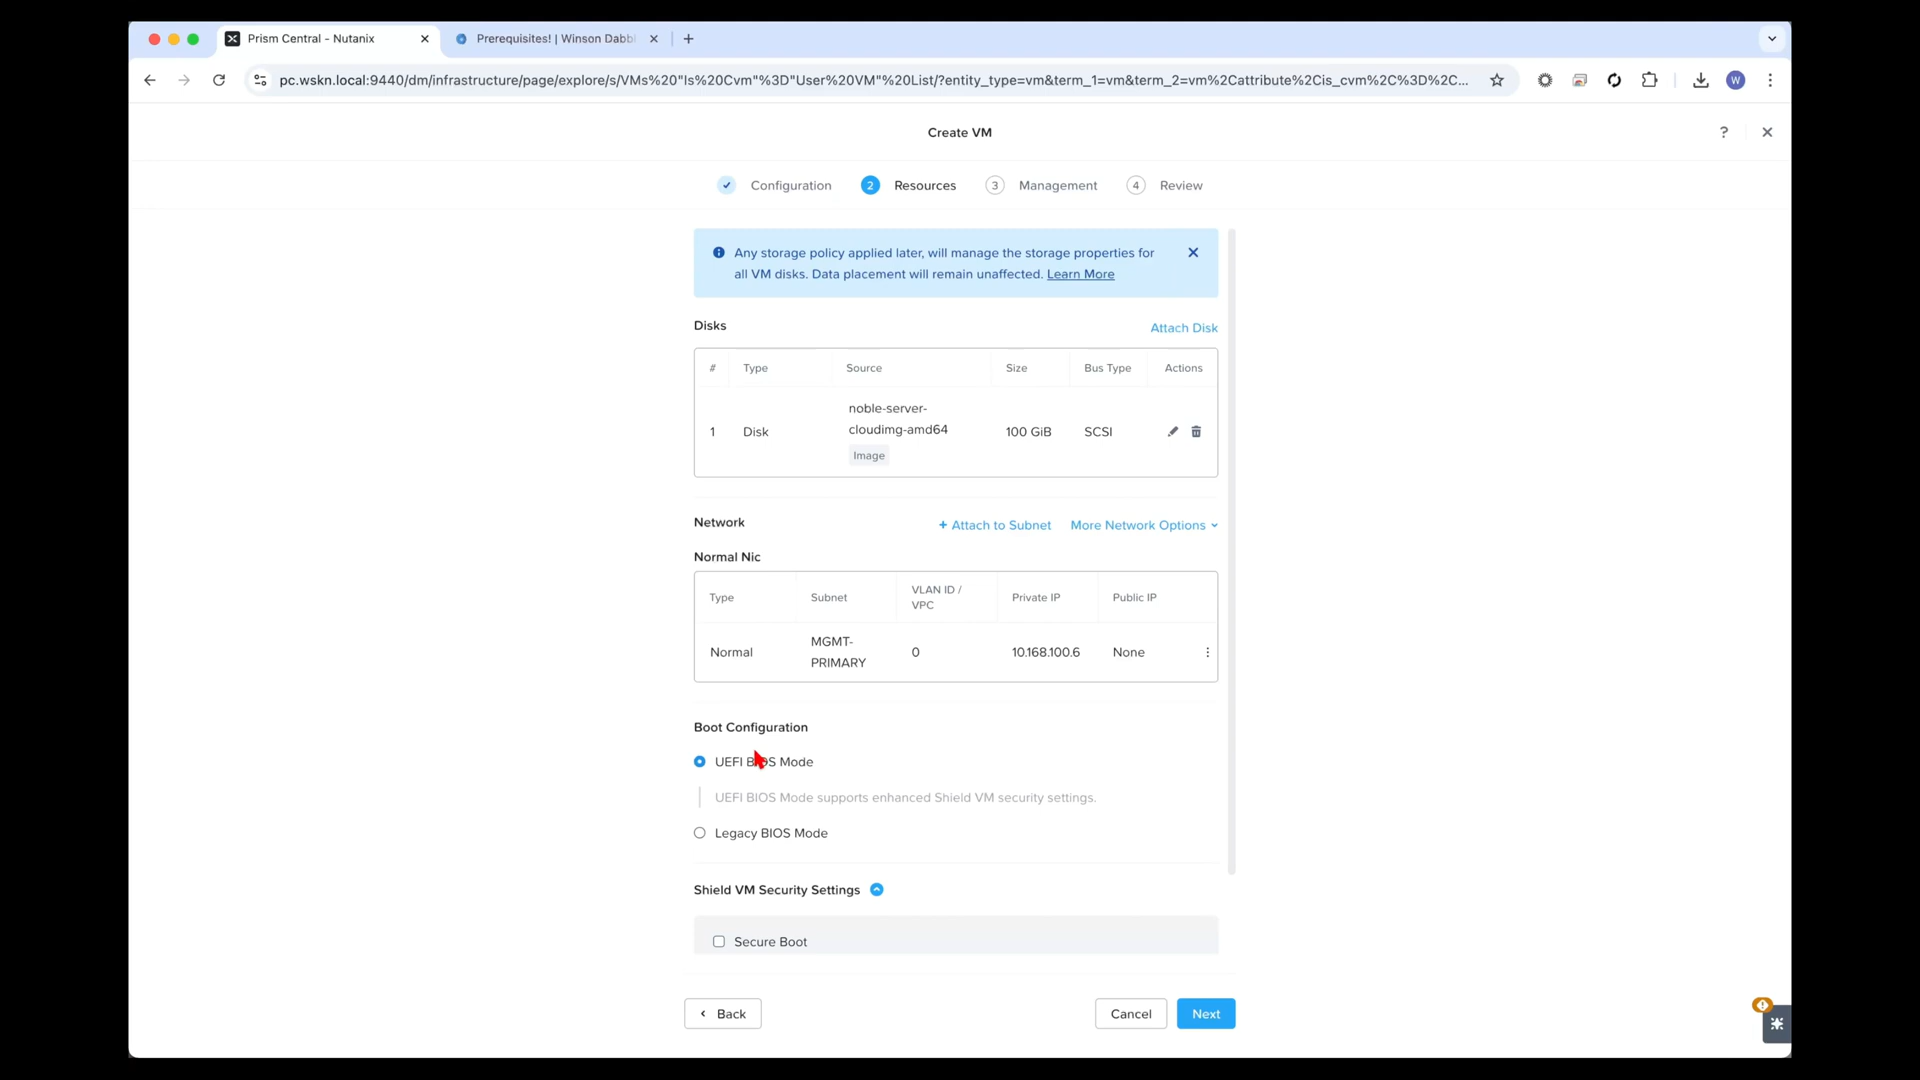 Prism Central - Nutanix
Prerequisites! | Winson Dabbl
pc.wskn.local:9440/dm/infrastructure/page/explore/s/VMs%20"Is%20Cvm"%3D"User%20VM"%20List/?entity_type=vm&term_1=vm&term_2=vm%2Cattribute%2Cis_cvm%2C%3D%2C...
W
Create VM
?
Configuration
2 Resources
3 Management
4 Review
Any storage policy applied later, will manage the storage properties for
all VM disks. Data placement will remain unaffected. Learn More
Disks
Attach Disk
# Type Source Size Bus Type Actions
1 Disk noble-server-
cloudimg-amd64 100 GiB SCSI
Image
Network
+ Attach to Subnet
More Network Options
Normal Nic
Type Subnet VLAN ID /
VPC Private IP Public IP
Normal MGMT-
PRIMARY 0 10.168.100.6 None
Boot Configuration
UEFI BIOS Mode
UEFI BIOS Mode supports enhanced Shield VM security settings.
Legacy BIOS Mode
Shield VM Security Settings
Secure Boot
Back
Cancel
Next